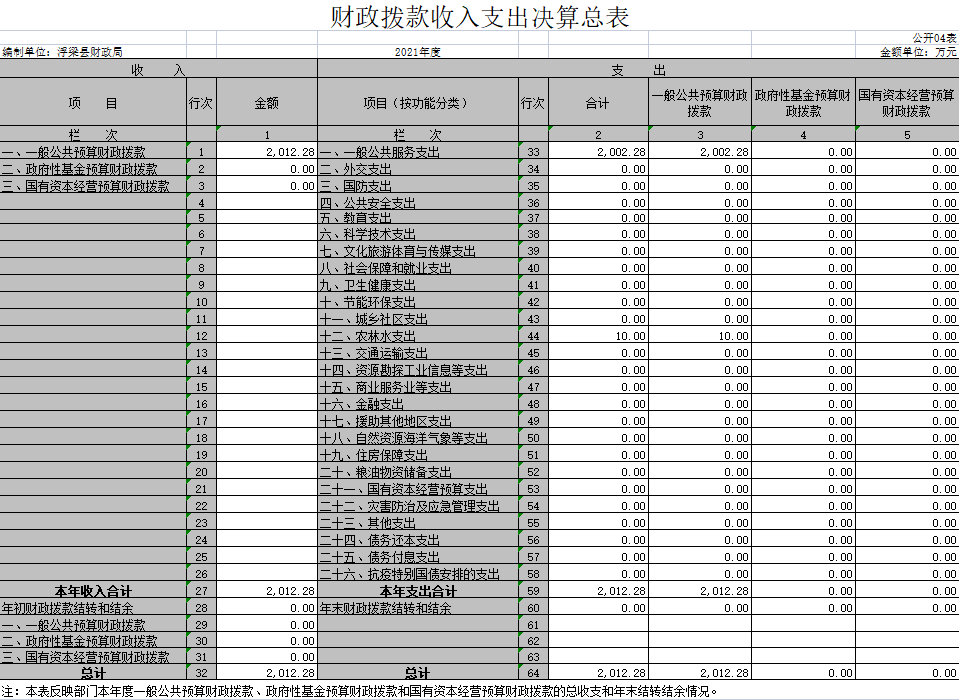 财政拨款收入支出决算总表
公开04表
编制单位：浮梁县财政局 2021年度 金额单位：万元
收 入 支 出
项 目 行次 金额 项目（按功能分类） 行次 合计 一般公共预算财政拨款 政府性基金预算财政拨款 国有资本经营预算财政拨款
栏 次 1 栏 次 2 3 4 5
一、一般公共预算财政拨款 1 2,012.28 一、一般公共服务支出 33 2,002.28 2,002.28 0.00 0.00
二、政府性基金预算财政拨款 2 0.00 二、外交支出 34 0.00 0.00 0.00 0.00
三、国有资本经营预算财政拨款 3 0.00 三、国防支出 35 0.00 0.00 0.00 0.00
4 四、公共安全支出 36 0.00 0.00 0.00 0.00
5 五、教育支出 37 0.00 0.00 0.00 0.00
6 六、科学技术支出 38 0.00 0.00 0.00 0.00
7 七、文化旅游体育与传媒支出 39 0.00 0.00 0.00 0.00
8 八、社会保障和就业支出 40 0.00 0.00 0.00 0.00
9 九、卫生健康支出 41 0.00 0.00 0.00 0.00
10 十、节能环保支出 42 0.00 0.00 0.00 0.00
11 十一、城乡社区支出 43 0.00 0.00 0.00 0.00
12 十二、农林水支出 44 10.00 10.00 0.00 0.00
13 十三、交通运输支出 45 0.00 0.00 0.00 0.00
14 十四、资源勘探工业信息等支出 46 0.00 0.00 0.00 0.00
15 十五、商业服务业等支出 47 0.00 0.00 0.00 0.00
16 十六、金融支出 48 0.00 0.00 0.00 0.00
17 十七、援助其他地区支出 49 0.00 0.00 0.00 0.00
18 十八、自然资源海洋气象等支出 50 0.00 0.00 0.00 0.00
19 十九、住房保障支出 51 0.00 0.00 0.00 0.00
20 二十、粮油物资储备支出 52 0.00 0.00 0.00 0.00
21 二十一、国有资本经营预算支出 53 0.00 0.00 0.00 0.00
22 二十二、灾害防治及应急管理支出 54 0.00 0.00 0.00 0.00
23 二十三、其他支出 55 0.00 0.00 0.00 0.00
24 二十四、债务还本支出 56 0.00 0.00 0.00 0.00
25 二十五、债务付息支出 57 0.00 0.00 0.00 0.00
26 二十六、抗疫特别国债安排的支出 58 0.00 0.00 0.00 0.00
本年收入合计 27 2,012.28 本年支出合计 59 2,012.28 2,012.28 0.00 0.00
年初财政拨款结转和结余 28 0.00 年末财政拨款结转和结余 60 0.00 0.00 0.00 0.00
一、一般公共预算财政拨款 29 0.00 61
二、政府性基金预算财政拨款 30 0.00 62
三、国有资本经营预算财政拨款 31 0.00 63
总计 32 2,012.28 总计 64 2,012.28 2,012.28 0.00 0.00
注：本表反映部门本年度一般公共预算财政拨款、政府性基金预算财政拨款和国有资本经营预算财政拨款的总收支和年末结转结余情况。